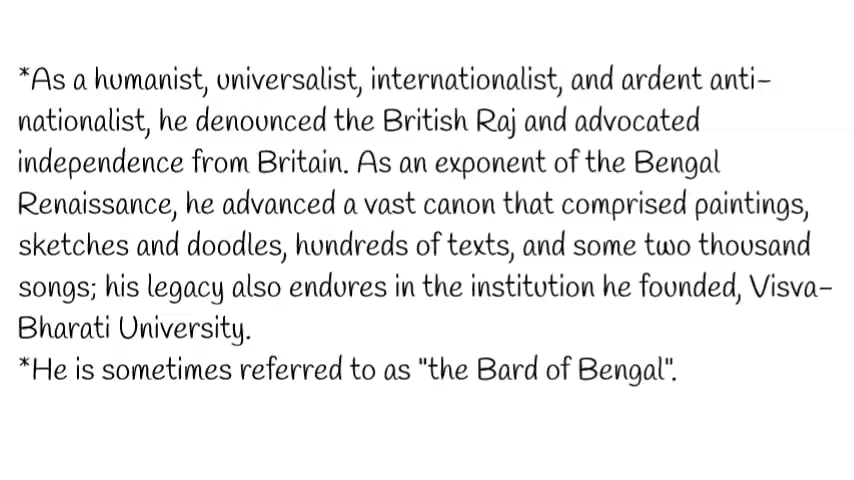 *As a humanist, universalist, internationalist, and ardent anti-
nationalist, he denounced the British Raj and advocated
independence from Britain. As an exponent of the Bengal
Renaissance, he advanced a vast canon that comprised paintings,
sketches and doodles, hundreds of texts, and some two thousand
songs; his legacy also endures in the institution he founded, Visva-
Bharati University.
*He is sometimes referred to as "the Bard of Bengal".